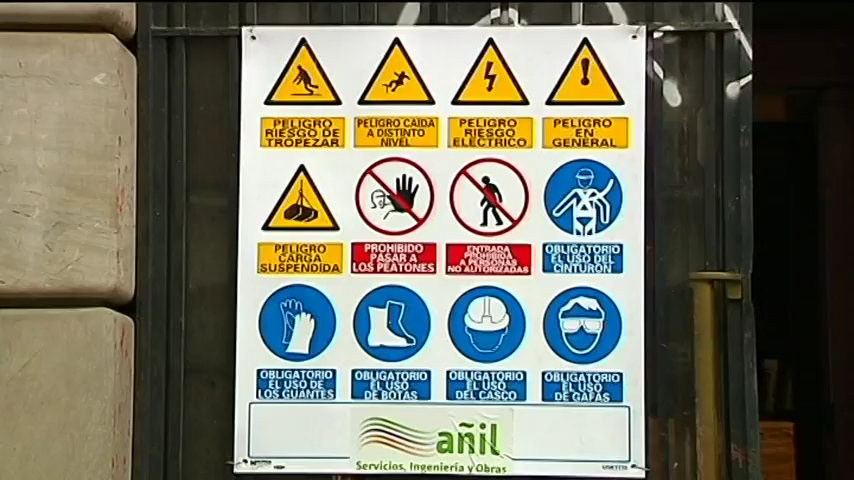 PELIGRO
RIESGO DE
TROPEZAR
PELIGRO CAIDA
A DISTINTO
NIVEL
PELIGRO
RIESGO
ELÉCTRICO
PELIGRO
EN
GENERAL
PELIGRO
CARGA
SUSPENDIDA
PROHIBIDO
PASAR A
LOS PEATONES
ENTRADA
PROHIBIDA
A PERSONAS
NO AUTORIZADAS
OBLIGATORIO
EL USO DEL
CINTURÓN
OBLIGATORIO
EL USO DE
LOS GUANTES
OBLIGATORIO
EL USO
DE BOTAS
OBLIGATORIO
EL USO
DEL CASCO
OBLIGATORIO
EL USO
DE GAFAS
añil
Servicios, Ingeniería y Obras